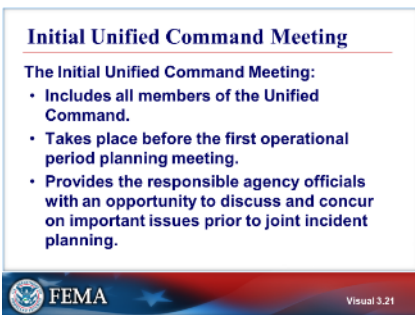 Initial Unified Command Meeting
The Initial Unified Command Meeting:
• Includes all members of the Unified
Command.
• Takes place before the first operational
period planning meeting.
• Provides the responsible agency officials
with an opportunity to discuss and concur
on important issues prior to joint incident
planning.
FEMA
Visual 3.21